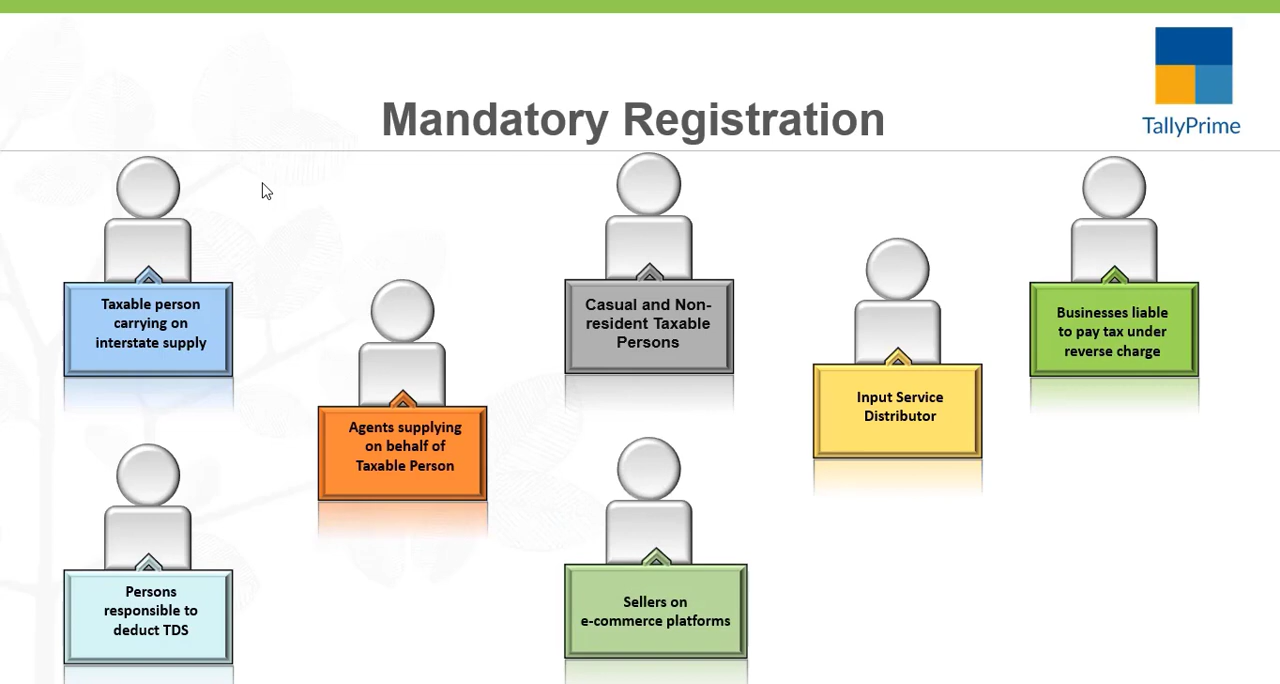 TallyPrime
Mandatory Registration
Taxable person
carrying on
interstate supply
Agents supplying
on behalf of
Taxable Person
Casual and Non-
resident Taxable
Persons
Input Service
Distributor
Businesses liable
to pay tax under
reverse charge
Persons
responsible to
deduct TDS
Sellers on
e-commerce platforms